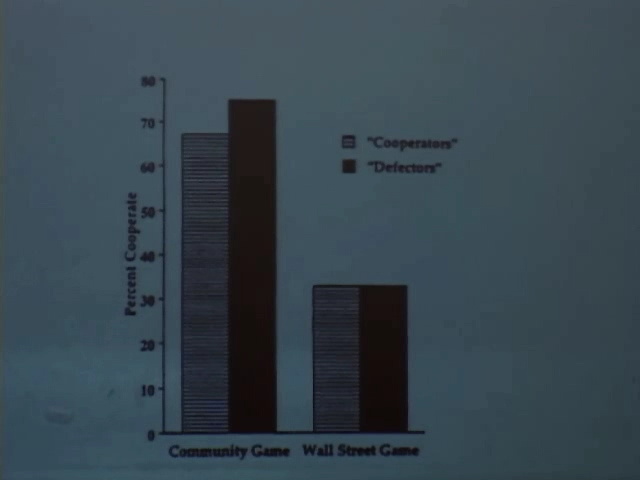 80
70
60
50
40
30
20
10
0
Percent Cooperate
"Cooperators"
"Defectors"
Community Game
Wall Street Game